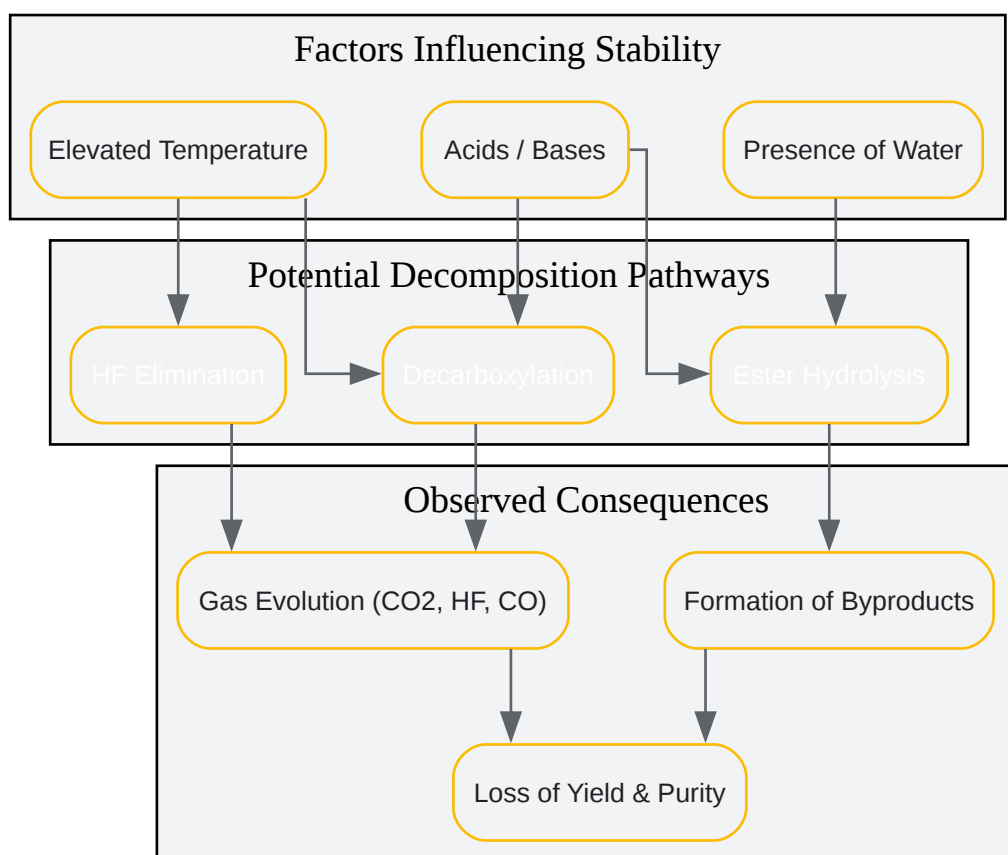 Factors Influencing Stability
Elevated Temperature
Acids / Bases
Presence of Water
Potential Decomposition Pathways
HF Elimination
Decarboxylation
Ester Hydrolysis
Observed Consequences
Gas Evolution (CO2, HF, CO)
Formation of Byproducts
Loss of Yield & Purity